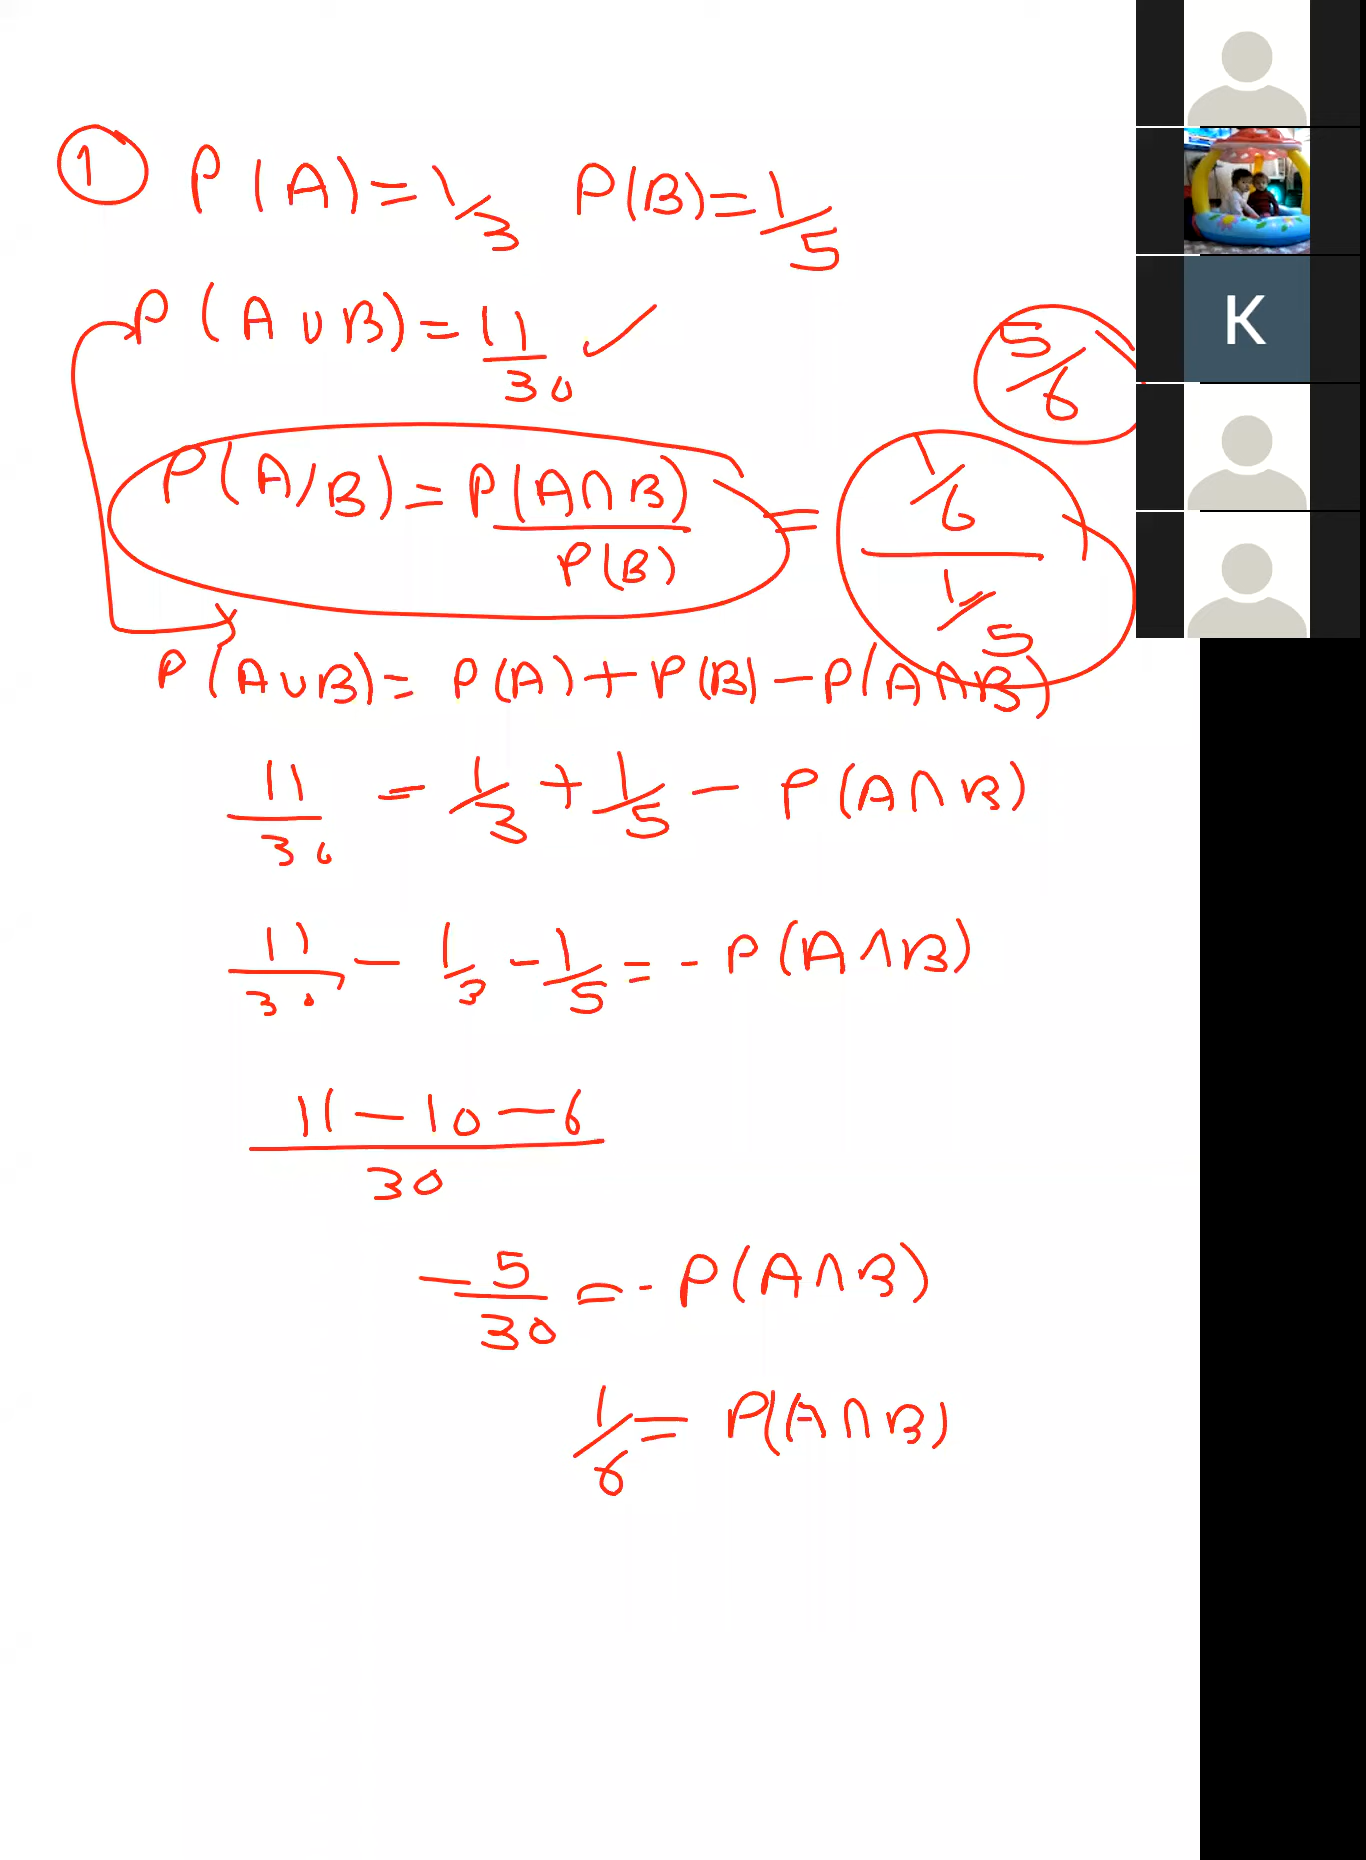 1 P(A) = 1/3 P(B) = 1/5
P(A∪B) = 11/30 ✓
5/6
P(A/B) = P(A∩B)/P(B) = 1/6 / 1/5
K
P(A∪B) = P(A) + P(B) - P(A∩B)
11/30 = 1/3 + 1/5 - P(A∩B)
11/30 - 1/3 - 1/5 = - P(A∩B)
11 - 10 - 6 / 30
-5/30 = - P(A∩B)
1/6 = P(A∩B)